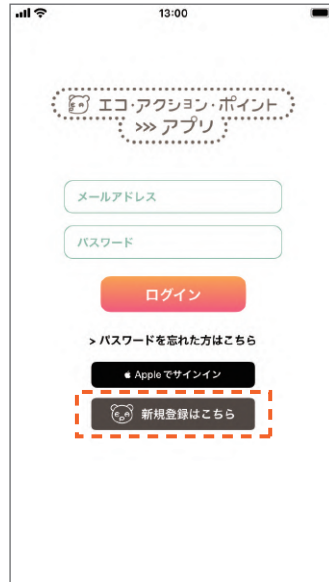 13:00
エコ・アクション・ポイント
>>> アプリ
メールアドレス
パスワード
ログイン
> パスワードを忘れた方はこちら
Appleでサインイン
新規登録はこちら